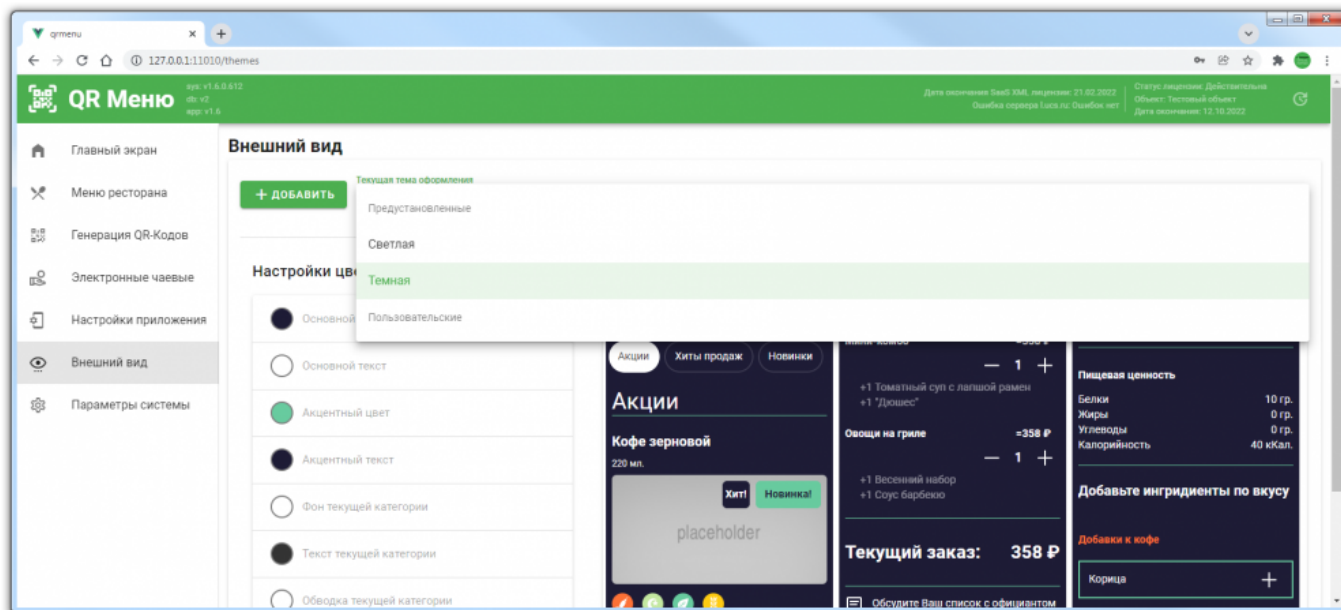 qrmenu
127.0.0.1:11010/themes
QR Меню
sys: v1.6.0.612
db: v2
app: v1.6
Дата окончания SaaS XML лицензии: 21.02.2022
Ошибка сервера Lucs.ru: Ошибок нет
Статус лицензии: Действительна
Объект: Тестовый объект
Дата окончания: 12.10.2022
Главный экран
Меню ресторана
Генерация QR-Кодов
Электронные чаевые
Настройки приложения
Внешний вид
Параметры системы
Внешний вид
+ ДОБАВИТЬ
Текущая тема оформления
Предустановленные
Светлая
Темная
Пользовательские
Настройки цве
Основной
Основной текст
Акцентный цвет
Акцентный текст
Фон текущей категории
Текст текущей категории
Обводка текущей категории
Акции
Хиты продаж
Новинки
Акции
Кофе зерновой
220 мл.
Хит!
Новинка!
placeholder
— 1 +
+1 Томатный суп с лапшой рамен
+1 "Дюшес"
Овощи на гриле
=358 ₽
— 1 +
+1 Весенний набор
+1 Соус барбекю
Текущий заказ: 358 ₽
Обсудите Ваш список с официантом
Пищевая ценность
Белки 10 гр.
Жиры 0 гр.
Углеводы 0 гр.
Калорийность 40 кКал.
Добавьте ингридиенты по вкусу
Добавки к кофе
Корица +